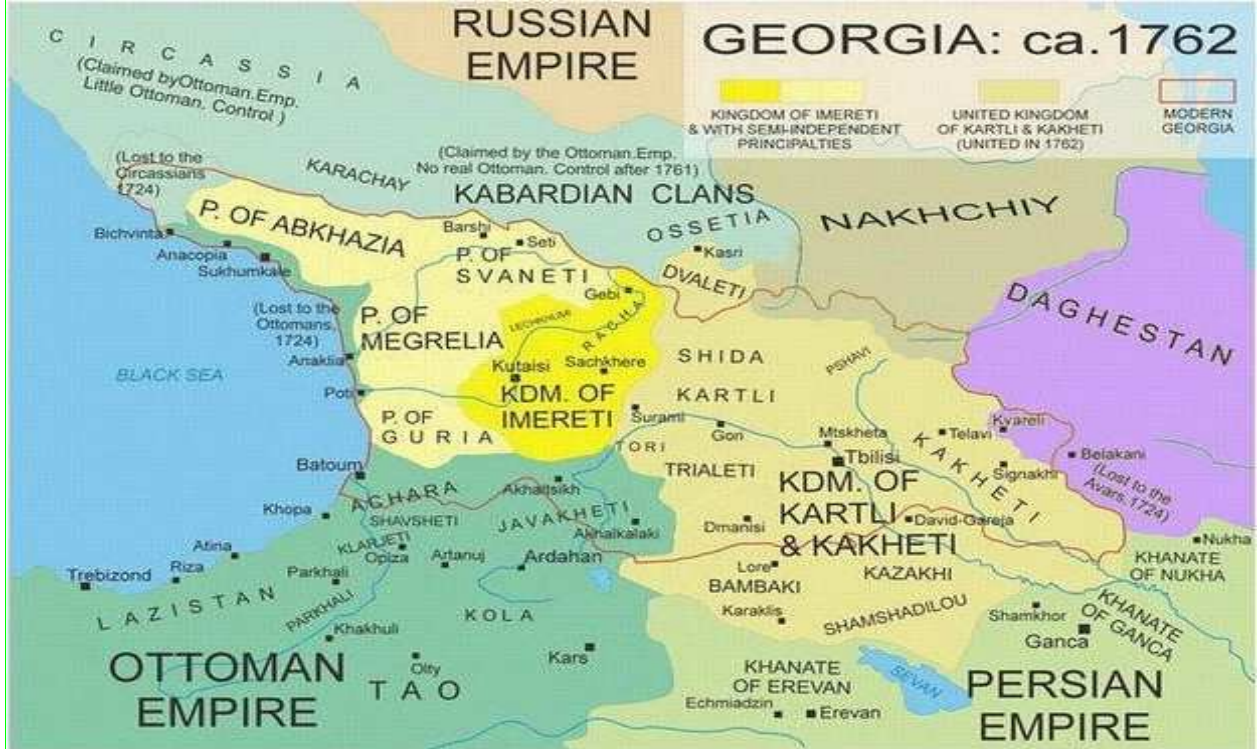 RUSSIAN
EMPIRE
GEORGIA: ca.1762
KINGDOM OF IMERETI
& WITH SEMI-INDEPENDENT
PRINCIPALTIES
UNITED KINGDOM
OF KARTLI & KAKHETI
(UNITED IN 1762)
MODERN
GEORGIA
CIRCASSIA
(Claimed byOttoman.Emp.
Little Ottoman. Control )
(Lost to the
Circassians
1724)
KARACHAY
(Claimed by the Ottoman.Emp.
No real Ottoman. Control after 1761)
KABARDIAN CLANS
OSSETIA
NAKHCHIY
DAGHESTAN
P. OF ABKHAZIA
Bichvinta
Anacopia
Sukhumkale
Barshi
Seti
P. OF
SVANETI
Kasri
DVALETI
Gebi
(Lost to the
Ottomans,
1724)
P. OF
MEGRELIA
LECHKHUMI
RACHA
Anaklia
BLACK SEA
Kutaisi
Sachkhere
KDM. OF
IMERETI
SHIDA
KARTLI
PSHAVI
Poti
P. OF
GURIA
Surami
Gori
TORI
TRIALETI
Mtskheta
Tbilisi
Telavi
KAKHETI
Kvareli
Signakhi
Belakani
(Lost to the
Avars, 1724)
Batoum
ACHARA
Akhaltsikh
KDM. OF
KARTLI
& KAKHETI
Khopa
SHAVSHETI
JAVAKHETI
Akhalkalaki
Dmanisi
David-Gareja
Nukha
KHANATE
OF NUKHA
Atina
KLARJETI
Opiza
Artanuj
Ardahan
Lore
BAMBAKI
KAZAKHI
Trebizond
Riza
Parkhali
LAZISTAN
PARKHALI
KOLA
Karaklis
SHAMSHADILOU
Shamkhor
KHANATE
OF GANCA
Ganca
Khakhuli
OTTOMAN
EMPIRE
Olty
TAO
Kars
KHANATE
OF EREVAN
SEVAN
PERSIAN
EMPIRE
Echmiadzin
Erevan